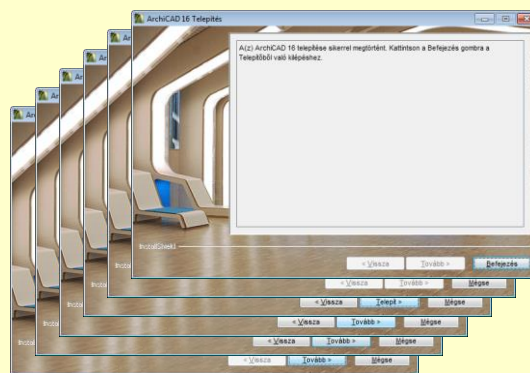 ArchiCAD 16 Telepítés
A(z) ArchiCAD 16 telepítése sikerrel megtörtént. Kattintson a Befejezés gombra a
Telepítőből való kilépéshez.
InstallShield
< Vissza Tovább > Befejezés
< Vissza Tovább > Mégse
< Vissza Telepít > Mégse
< Vissza Tovább > Mégse
< Vissza Tovább > Mégse
< Vissza Tovább > Mégse